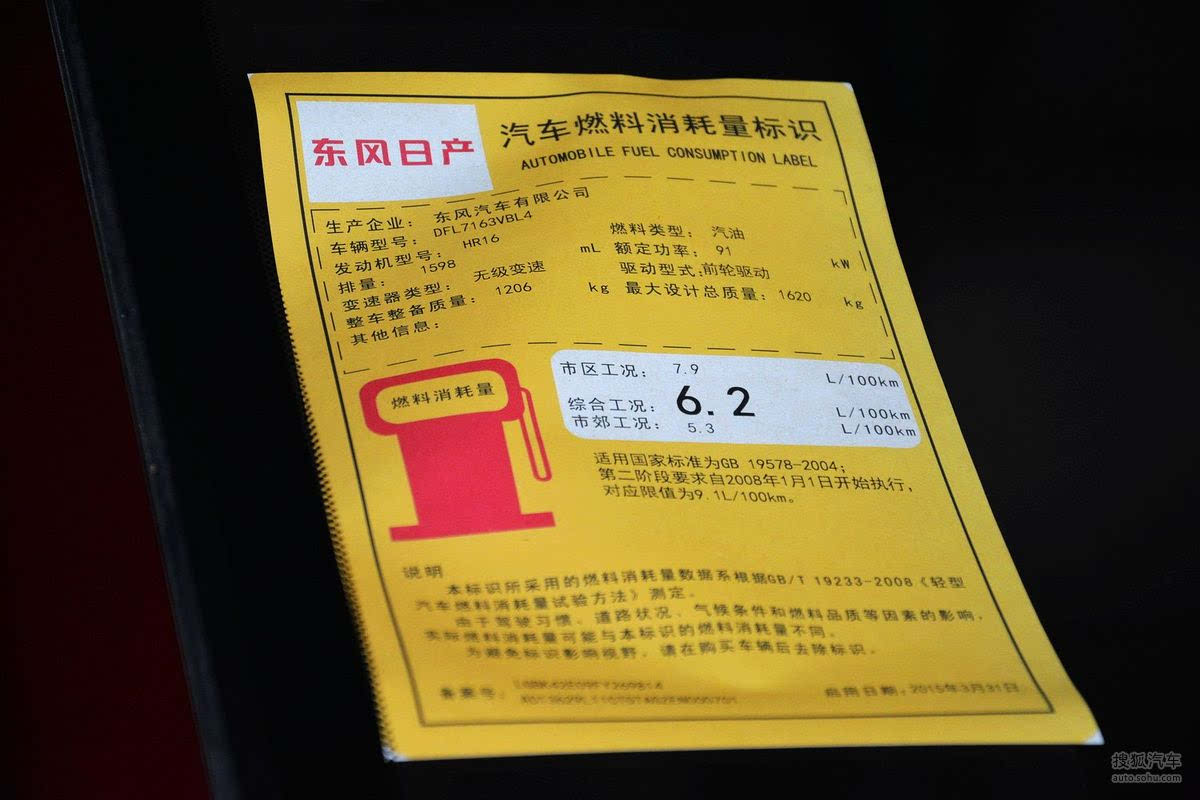 东风日产
汽车燃料消耗量标识
AUTOMOBILE FUEL CONSUMPTION LABEL
生产企业： 东风汽车有限公司
车辆型号： DFL7163VBL4 燃料类型： 汽油
发动机型号： HR16 额定功率： 91 kW
排量： 1598 mL 驱动型式：前轮驱动
变速器类型： 无级变速 最大设计总质量：1620 kg
整车整备质量： 1206 kg
其他信息：
燃料消耗量
市区工况： 7.9 L/100km
综合工况： 6.2 L/100km
市郊工况： 5.3 L/100km
适用国家标准为GB 19578-2004；
第二阶段要求自2008年1月1日开始执行，
对应限值为9.1L/100km。
说明
本标识所采用的燃料消耗量数据系根据GB/T 19233-2008《轻型
汽车燃料消耗量试验方法》测定。
由于驾驶习惯、道路状况、气候条件和燃料品质等因素的影响，
实际燃料消耗量可能与本标识的燃料消耗量不同。
为避免标识影响视野，请在购买车辆后去除标识。
备案号：
启用日期：2015年3月31日
搜狐汽车
auto.sohu.com